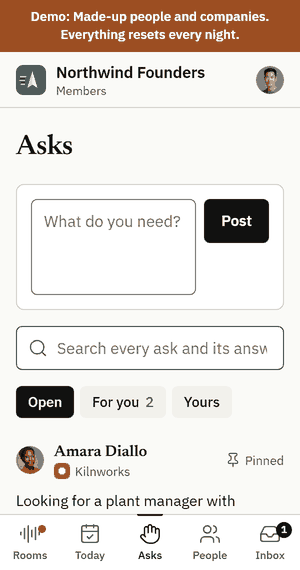 Demo: Made-up people and companies.
Everything resets every night.
Northwind Founders
Members
Asks
What do you need?
Post
Search every ask and its answ
Open
For you 2
Yours
Amara Diallo
Kilnworks
Pinned
Looking for a plant manager with
1
Rooms
Today
Asks
People
Inbox